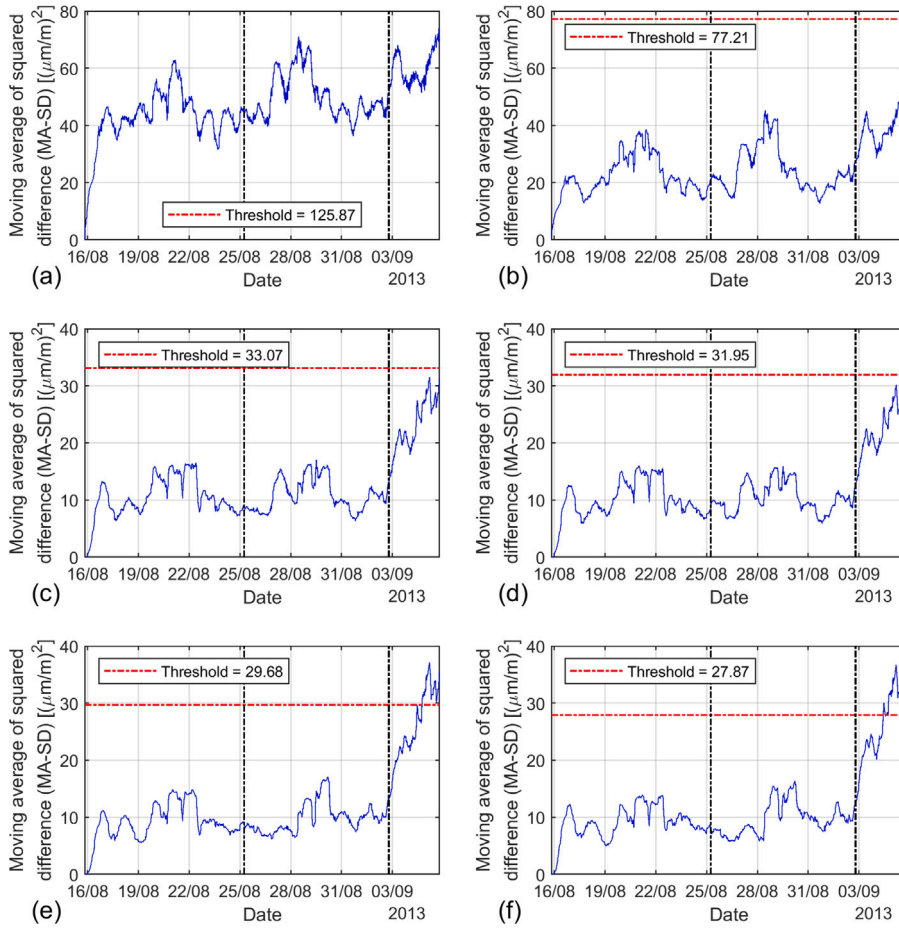 Moving average of squared
difference (MA-SD) [(μm/m)²]
80
60
40
20
0
Threshold = 125.87
16/08 19/08 22/08 25/08 28/08 31/08 03/09
Date
2013
(a)
Moving average of squared
difference (MA-SD) [(μm/m)²]
80
60
40
20
0
Threshold = 77.21
16/08 19/08 22/08 25/08 28/08 31/08 03/09
Date
2013
(b)
Moving average of squared
difference (MA-SD) [(μm/m)²]
40
30
20
10
0
Threshold = 33.07
16/08 19/08 22/08 25/08 28/08 31/08 03/09
Date
2013
(c)
Moving average of squared
difference (MA-SD) [(μm/m)²]
40
30
20
10
0
Threshold = 31.95
16/08 19/08 22/08 25/08 28/08 31/08 03/09
Date
2013
(d)
Moving average of squared
difference (MA-SD) [(μm/m)²]
40
30
20
10
0
Threshold = 29.68
16/08 19/08 22/08 25/08 28/08 31/08 03/09
Date
2013
(e)
Moving average of squared
difference (MA-SD) [(μm/m)²]
40
30
20
10
0
Threshold = 27.87
16/08 19/08 22/08 25/08 28/08 31/08 03/09
Date
2013
(f)